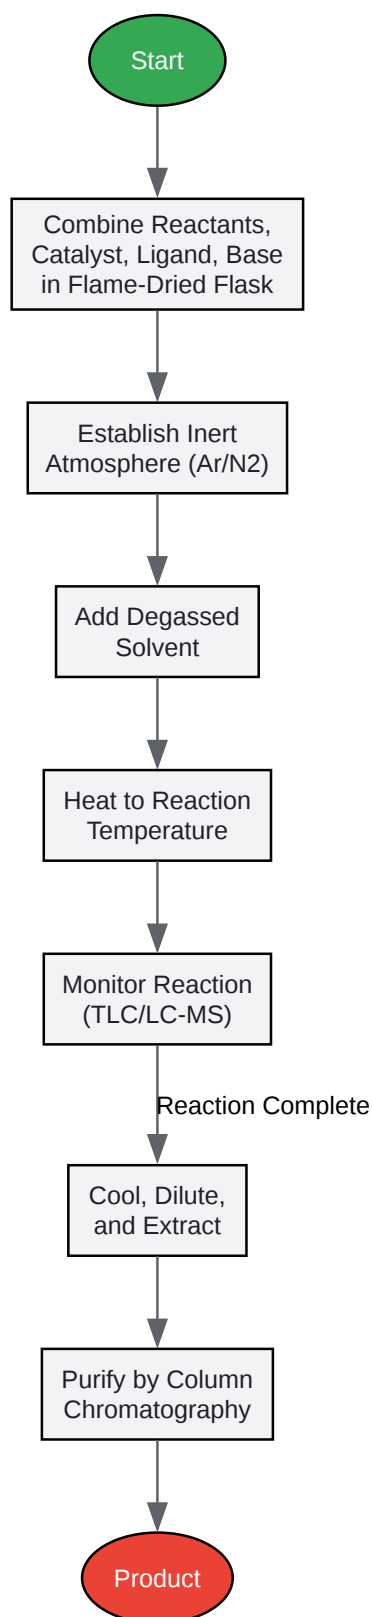 Start
Combine Reactants,
Catalyst, Ligand, Base
in Flame-Dried Flask
Establish Inert
Atmosphere (Ar/N2)
Add Degassed
Solvent
Heat to Reaction
Temperature
Monitor Reaction
(TLC/LC-MS)
Reaction Complete
Cool, Dilute,
and Extract
Purify by Column
Chromatography
Product